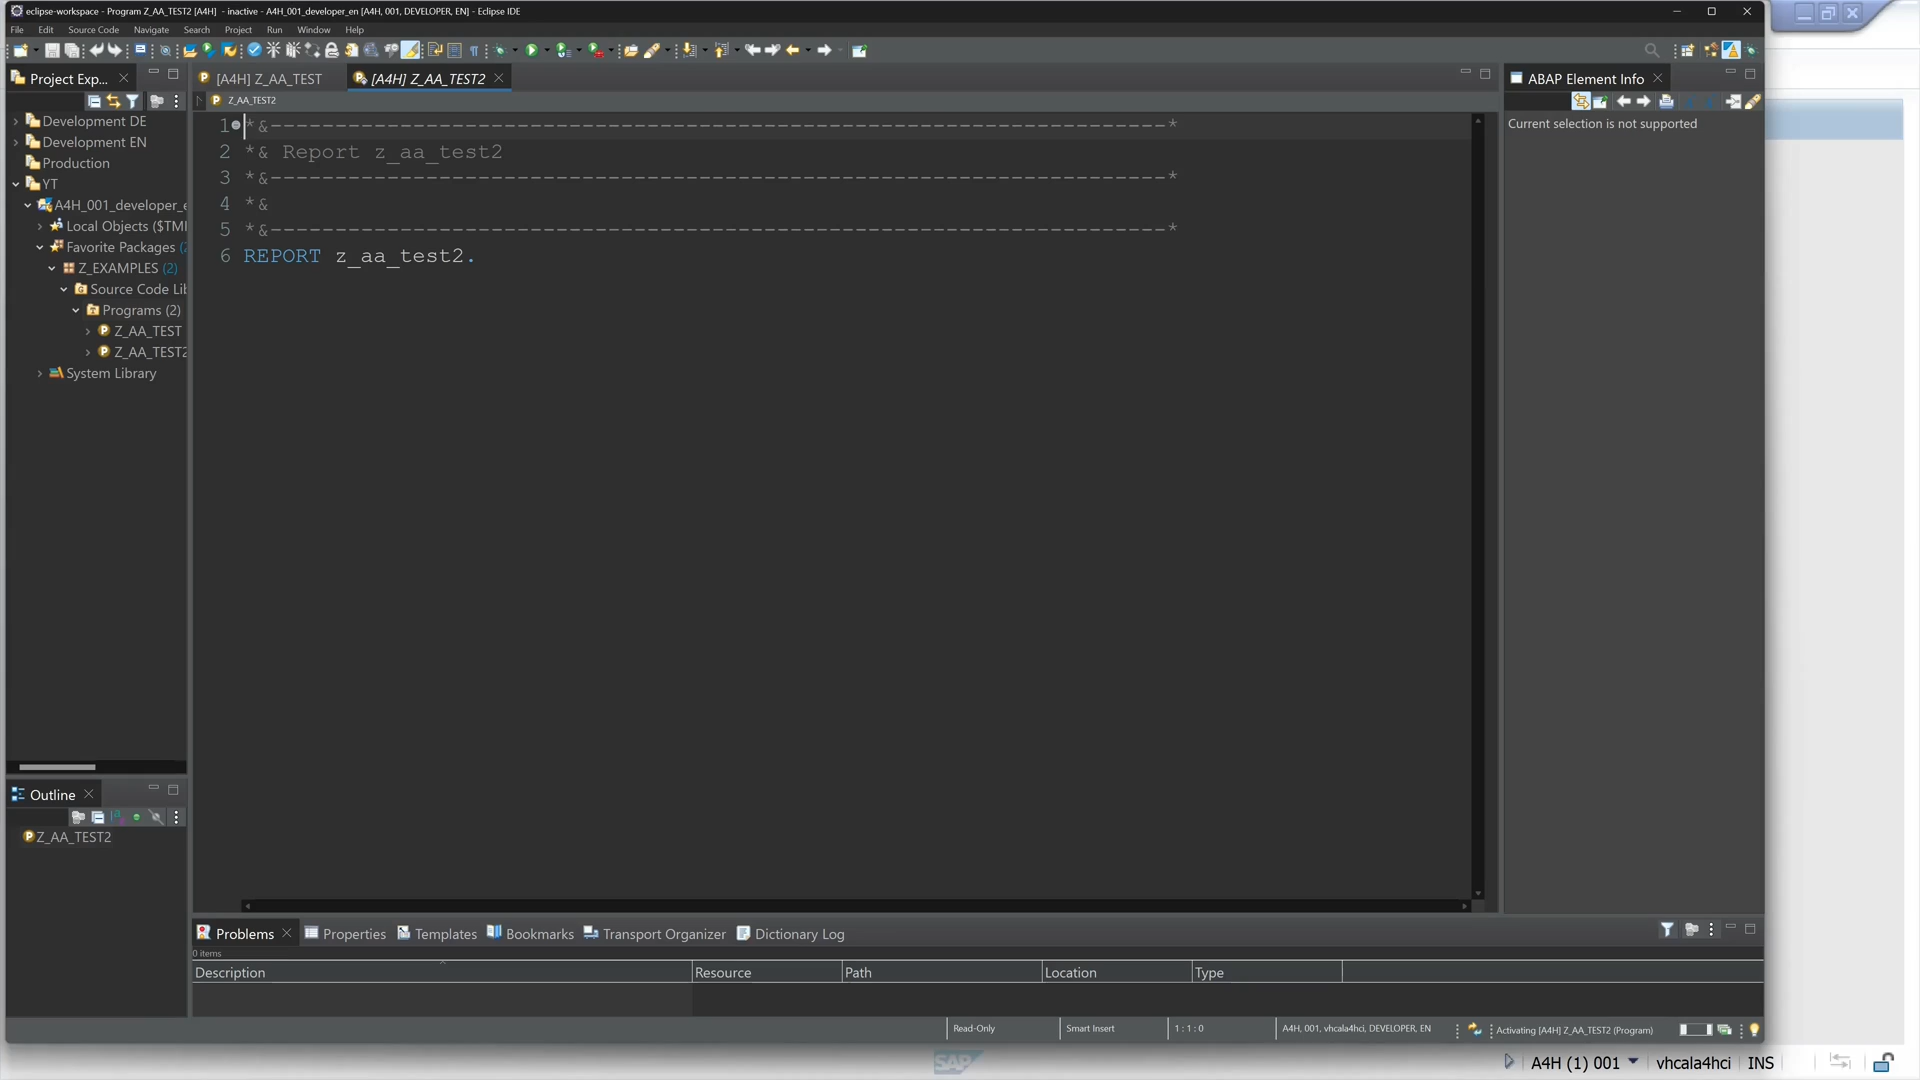 eclipse-workspace - Program Z_AA_TEST2 [A4H] - inactive - A4H_001_developer_en [A4H, 001, DEVELOPER, EN] - Eclipse IDE
File Edit Source Code Navigate Search Project Run Window Help
Project Exp...
[A4H] Z_AA_TEST
[A4H] Z_AA_TEST2
ABAP Element Info
Z_AA_TEST2
Current selection is not supported
Development DE
Development EN
Production
YT
A4H_001_developer_e
Local Objects ($TM
Favorite Packages (2
Z_EXAMPLES (2)
Source Code Lib
Programs (2)
Z_AA_TEST
Z_AA_TEST2
System Library
1 *&---------------------------------------------------------------------*
2 *& Report z_aa_test2
3 *&---------------------------------------------------------------------*
4 *&
5 *&---------------------------------------------------------------------*
6 REPORT z_aa_test2.
Outline
Z_AA_TEST2
Problems Properties Templates Bookmarks Transport Organizer Dictionary Log
0 items
Description Resource Path Location Type
Read-Only Smart Insert 1 : 1 : 0 A4H, 001, vhcala4hci, DEVELOPER, EN Activating [A4H] Z_AA_TEST2 (Program)
SAP A4H (1) 001 vhcala4hci INS